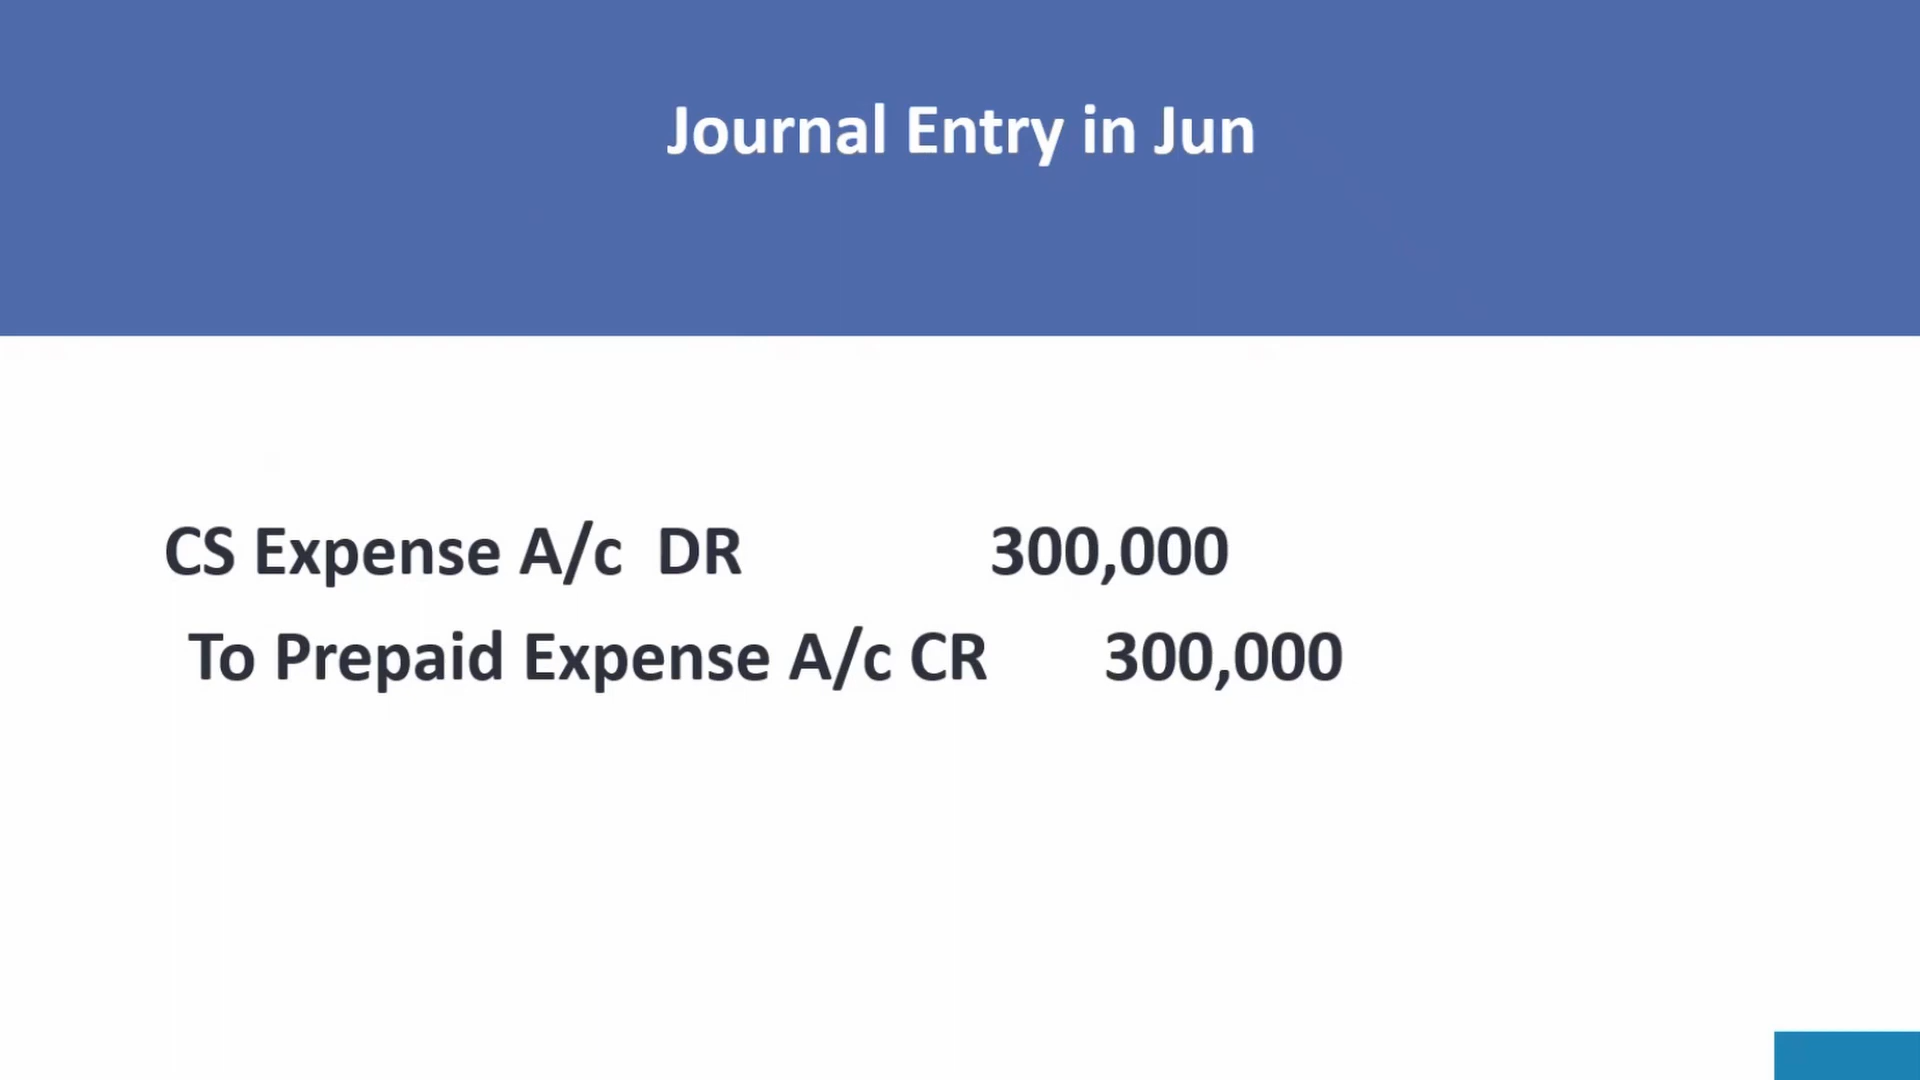 Journal Entry in Jun
CS Expense A/c DR 300,000
To Prepaid Expense A/c CR 300,000